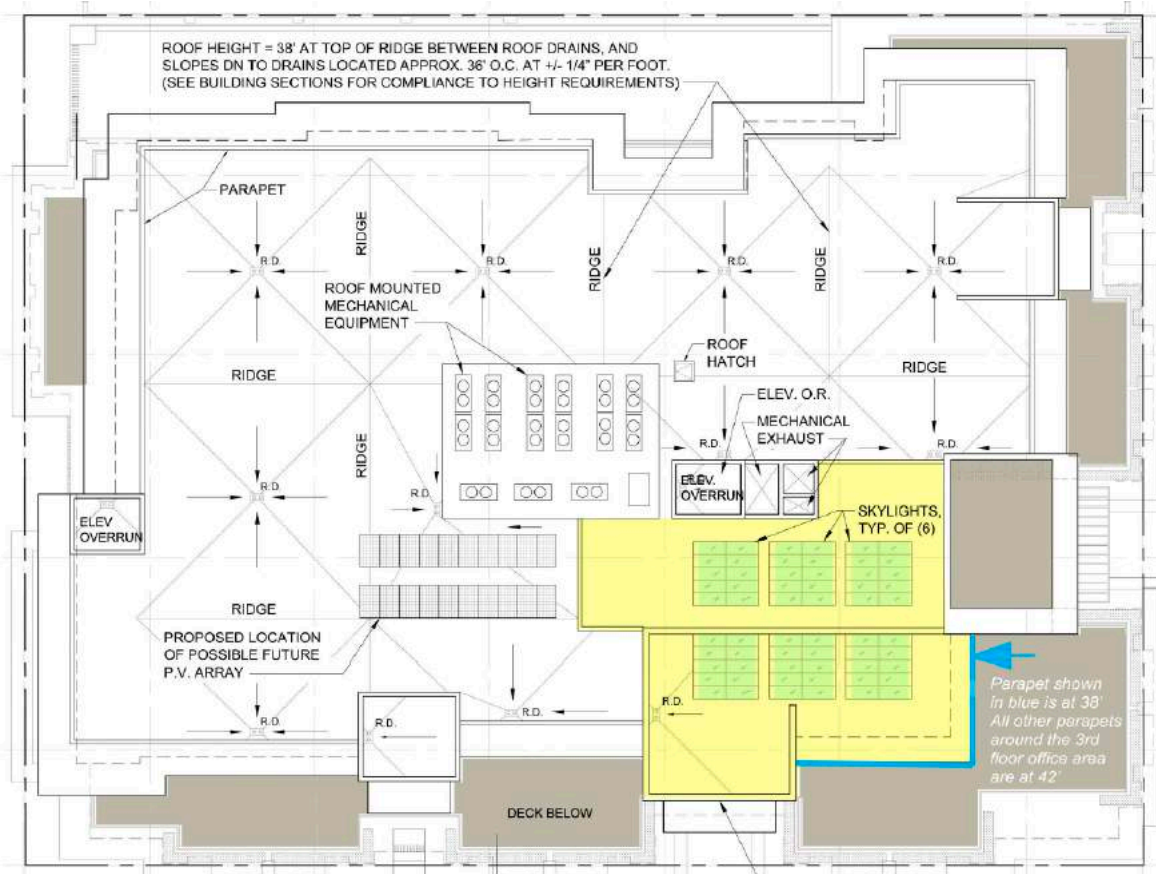 ROOF HEIGHT = 38' AT TOP OF RIDGE BETWEEN ROOF DRAINS, AND
SLOPES DN TO DRAINS LOCATED APPROX. 36' O.C. AT +/- 1/4" PER FOOT.
(SEE BUILDING SECTIONS FOR COMPLIANCE TO HEIGHT REQUIREMENTS)
PARAPET
RIDGE
RIDGE
RIDGE
R.D.
R.D.
R.D.
R.D.
ROOF MOUNTED
MECHANICAL
EQUIPMENT
ROOF
HATCH
RIDGE
RIDGE
ELEV. O.R.
MECHANICAL
EXHAUST
RIDGE
R.D.
R.D.
R.D.
R.D.
ELEV.
OVERRUN
R.D.
SKYLIGHTS,
TYP. OF (6)
ELEV
OVERRUN
RIDGE
PROPOSED LOCATION
OF POSSIBLE FUTURE
P.V. ARRAY
Parapet shown
in blue is at 38'
All other parapets
around the 3rd
floor office area
are at 42'
R.D.
R.D.
R.D.
R.D.
DECK BELOW